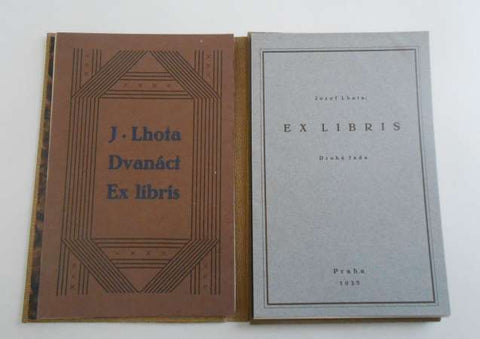 J • Lhota
Dvanáct
Ex libris
Josef Lhota:
EX LIBRIS
Druhá řada
Praha